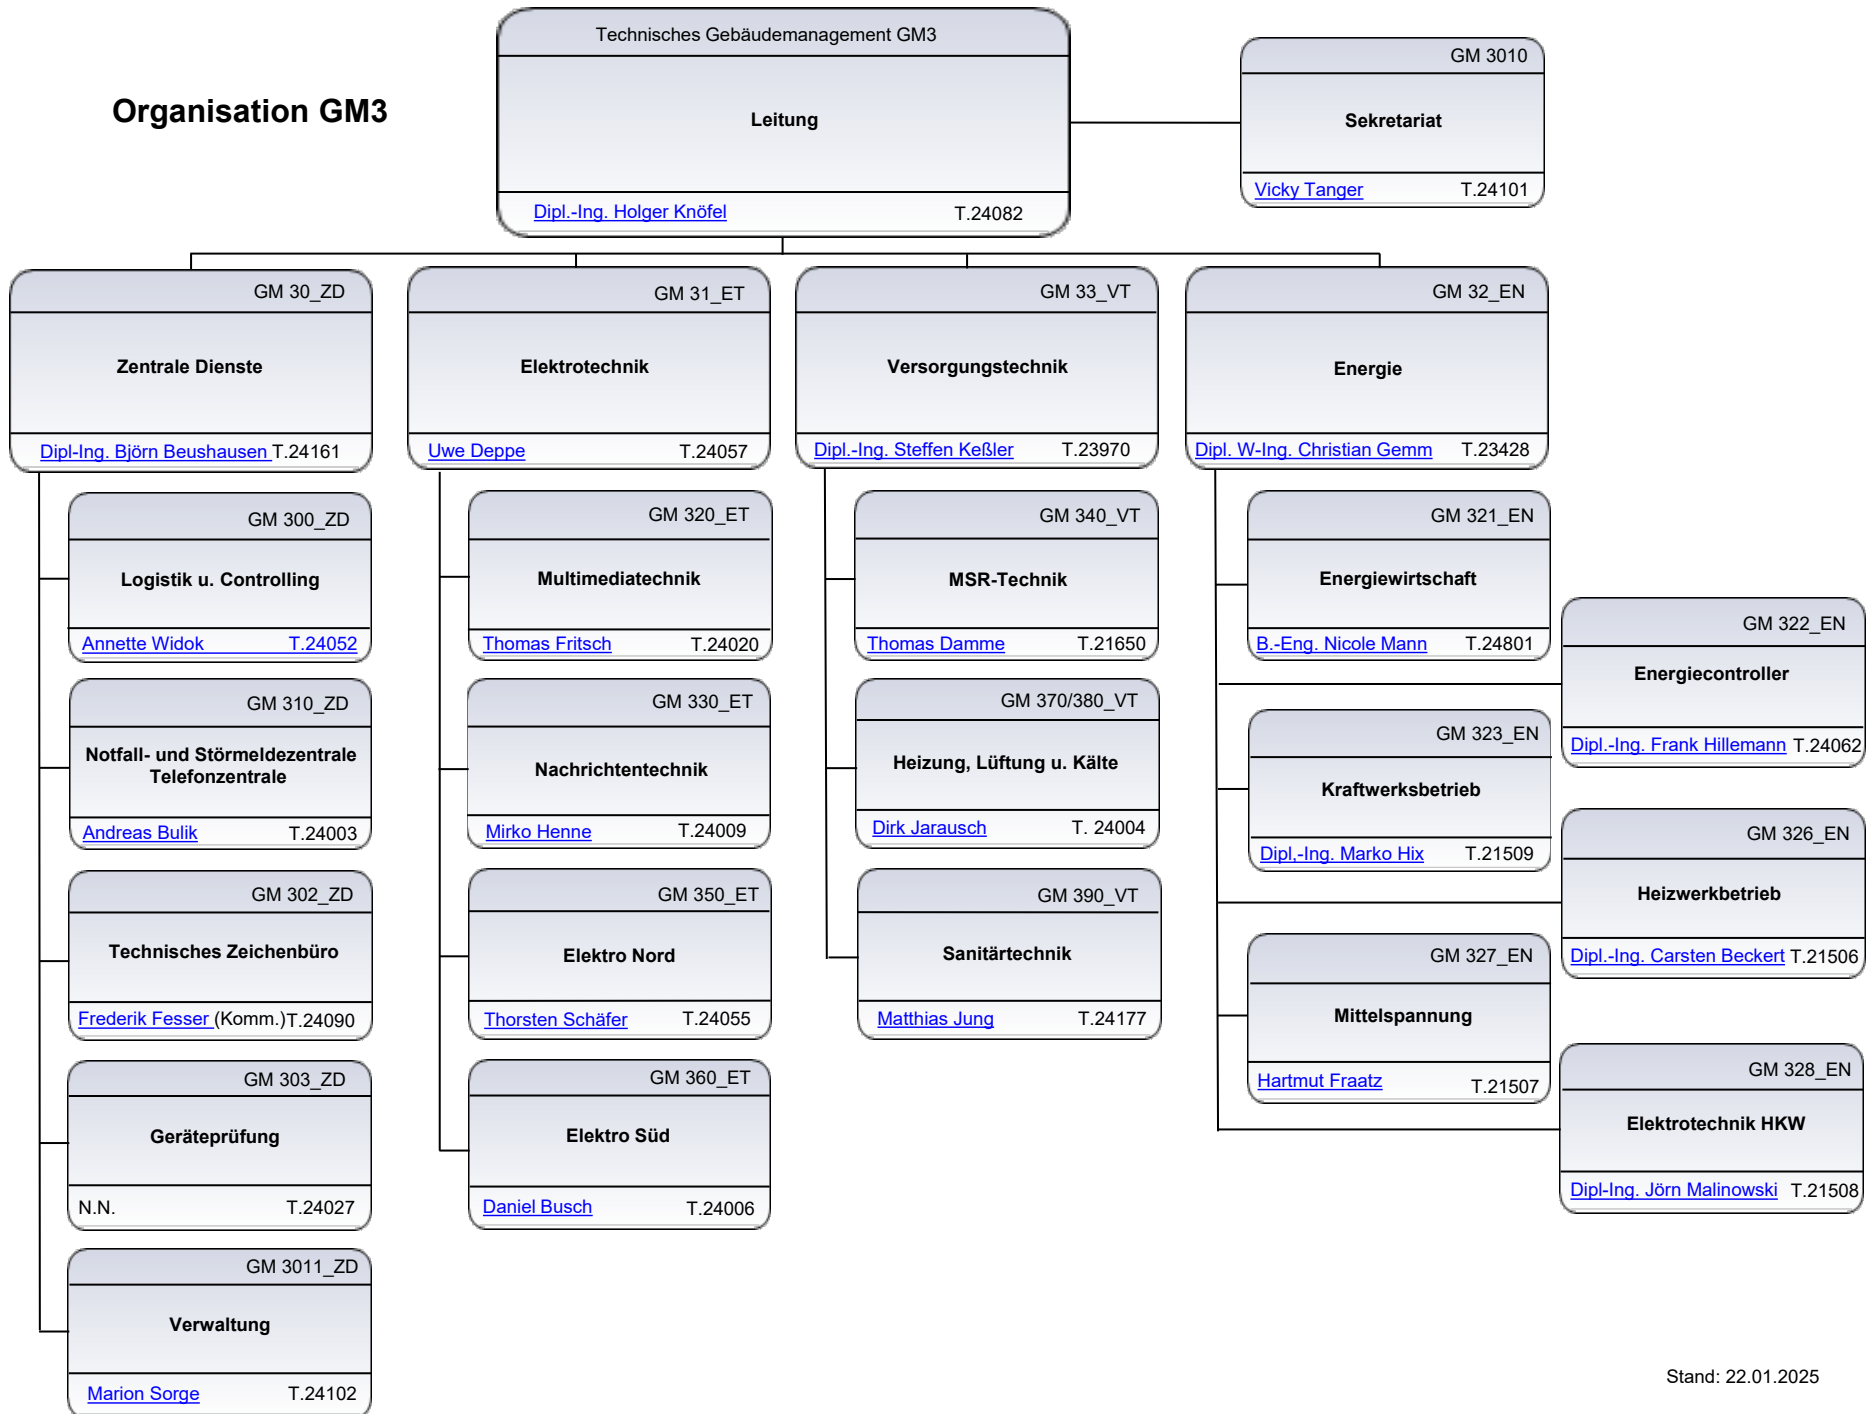 Technisches Gebäudemanagement GM3
Leitung
Dipl.-Ing. Holger Knöfel T.24082
GM 3010
Sekretariat
Vicky Tanger T.24101
Organisation GM3
GM 30_ZD
Zentrale Dienste
Dipl-Ing. Björn Beushausen T.24161
GM 300_ZD
Logistik u. Controlling
Annette Widok T.24052
GM 310_ZD
Notfall- und Störmeldezentrale
Telefonzentrale
Andreas Bulik T.24003
GM 302_ZD
Technisches Zeichenbüro
Frederik Fesser (Komm.)T.24090
GM 303_ZD
Geräteprüfung
N.N. T.24027
GM 3011_ZD
Verwaltung
Marion Sorge T.24102
GM 31_ET
Elektrotechnik
Uwe Deppe T.24057
GM 320_ET
Multimediatechnik
Thomas Fritsch T.24020
GM 330_ET
Nachrichtentechnik
Mirko Henne T.24009
GM 350_ET
Elektro Nord
Thorsten Schäfer T.24055
GM 360_ET
Elektro Süd
Daniel Busch T.24006
GM 33_VT
Versorgungstechnik
Dipl.-Ing. Steffen Keßler T.23970
GM 340_VT
MSR-Technik
Thomas Damme T.21650
GM 370/380_VT
Heizung, Lüftung u. Kälte
Dirk Jarausch T. 24004
GM 390_VT
Sanitärtechnik
Matthias Jung T.24177
GM 32_EN
Energie
Dipl. W-Ing. Christian Gemm T.23428
GM 321_EN
Energiewirtschaft
B.-Eng. Nicole Mann T.24801
GM 322_EN
Energiecontroller
Dipl.-Ing. Frank Hillemann T.24062
GM 323_EN
Kraftwerksbetrieb
Dipl,-Ing. Marko Hix T.21509
GM 326_EN
Heizwerkbetrieb
Dipl.-Ing. Carsten Beckert T.21506
GM 327_EN
Mittelspannung
Hartmut Fraatz T.21507
GM 328_EN
Elektrotechnik HKW
Dipl-Ing. Jörn Malinowski T.21508
Stand: 22.01.2025